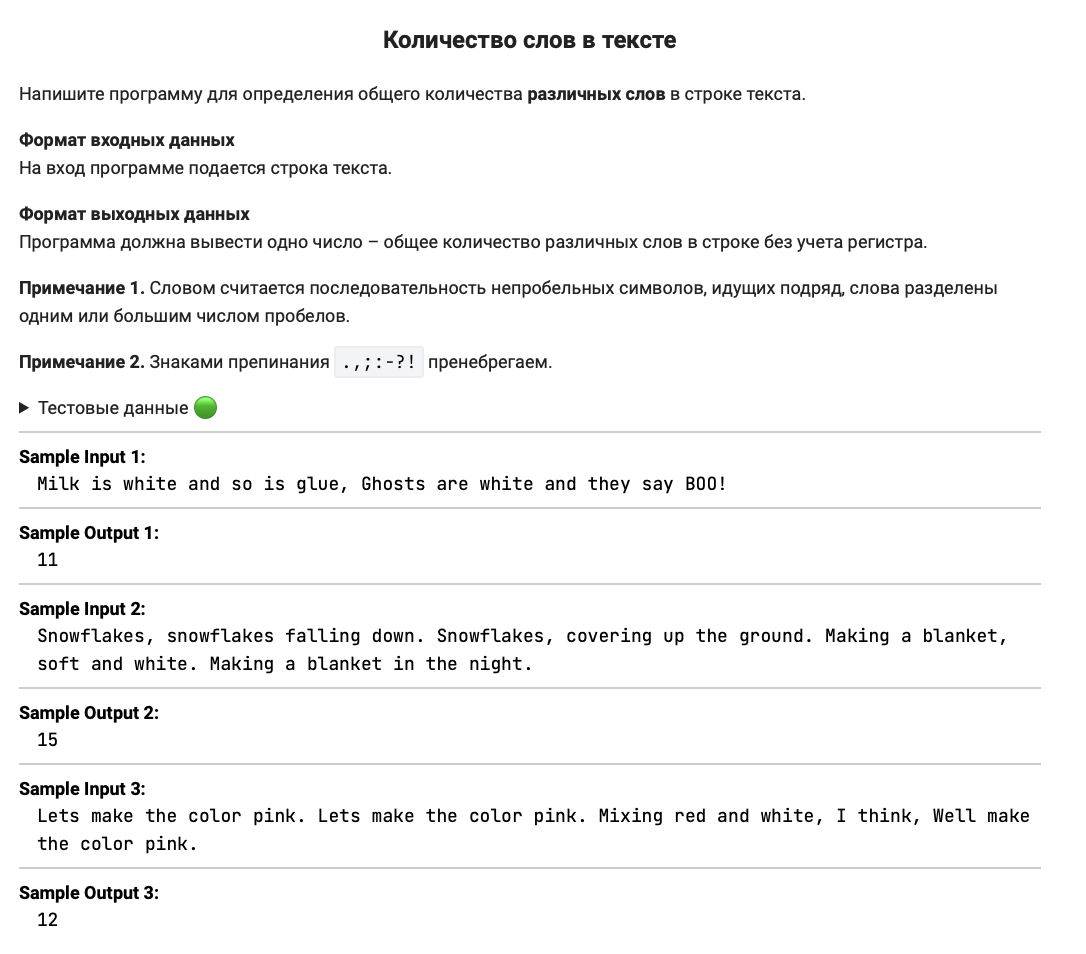 Количество слов в тексте
Напишите программу для определения общего количества различных слов в строке текста.
Формат входных данных
На вход программе подается строка текста.
Формат выходных данных
Программа должна вывести одно число – общее количество различных слов в строке без учета регистра.
Примечание 1. Словом считается последовательность непробельных символов, идущих подряд, слова разделены
одним или большим числом пробелов.
Примечание 2. Знаками препинания .,;:-?! пренебрегаем.
Тестовые данные
Sample Input 1:
Milk is white and so is glue, Ghosts are white and they say BOO!
Sample Output 1:
11
Sample Input 2:
Snowflakes, snowflakes falling down. Snowflakes, covering up the ground. Making a blanket,
soft and white. Making a blanket in the night.
Sample Output 2:
15
Sample Input 3:
Lets make the color pink. Lets make the color pink. Mixing red and white, I think, Well make
the color pink.
Sample Output 3:
12